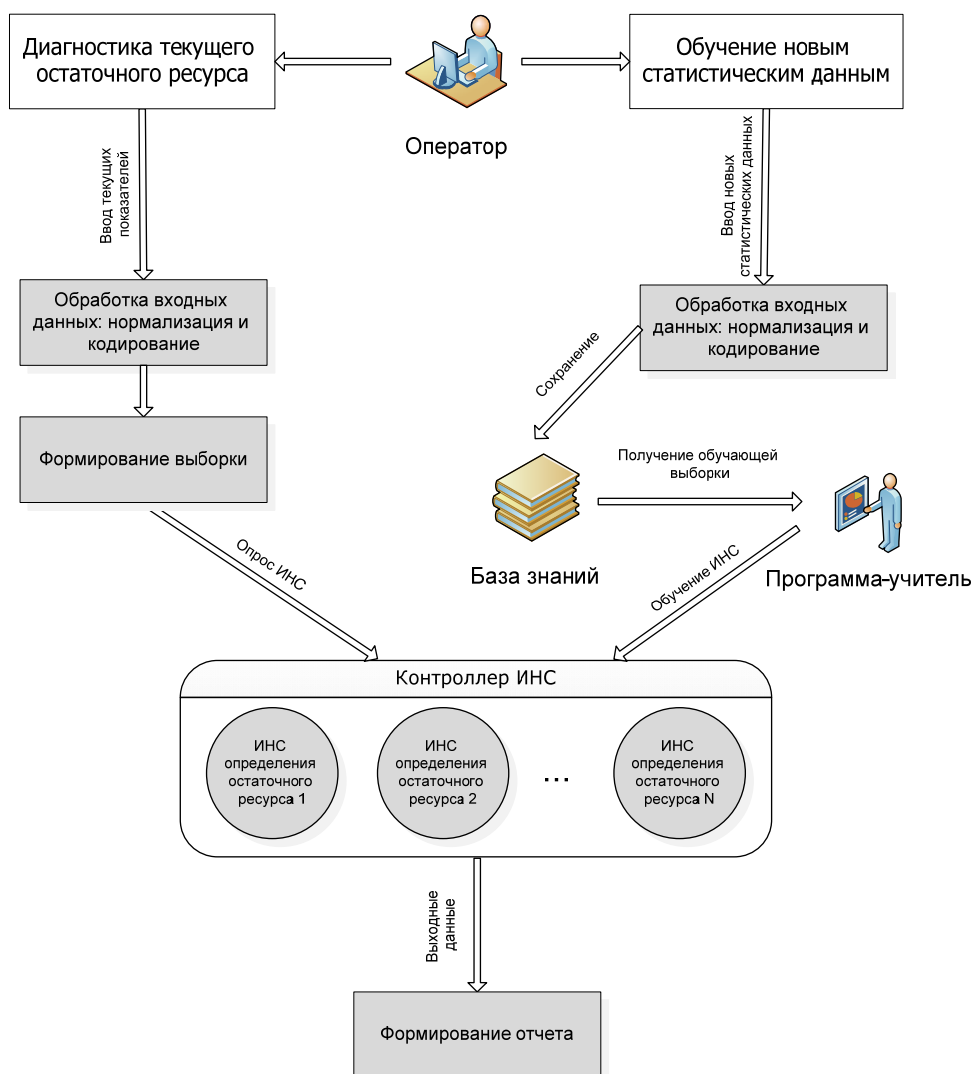 Диагностика текущего
остаточного ресурса
Обучение новым
статистическим данным
Оператор
Ввод текущих
показателей
Ввод новых
статистических данных
Обработка входных
данных: нормализация и
кодирование
Обработка входных
данных: нормализация и
кодирование
Сохранение
Формирование выборки
Получение обучающей
выборки
База знаний
Программа-учитель
Опрос ИНС
Обучение ИНС
Контроллер ИНС
ИНС
определения
остаточного
ресурса 1
ИНС
определения
остаточного
ресурса 2
...
ИНС
определения
остаточного
ресурса N
Выходные
данные
Формирование отчета